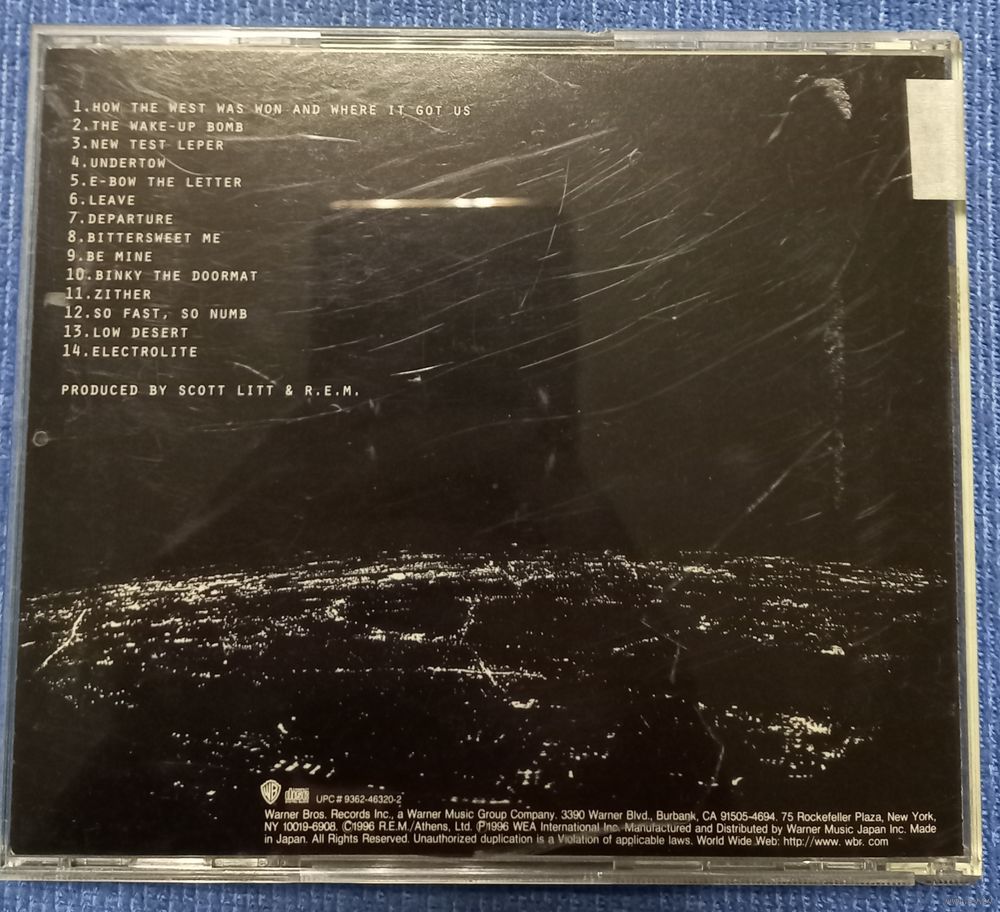 1.HOW THE WEST WAS WON AND WHERE IT GOT US
2.THE WAKE-UP BOMB
3.NEW TEST LEPER
4.UNDERTOW
5.E-BOW THE LETTER
6.LEAVE
7.DEPARTURE
8.BITTERSWEET ME
9.BE MINE
10.BINKY THE DOORMAT
11.ZITHER
12.SO FAST, SO NUMB
13.LOW DESERT
14.ELECTROLITE
PRODUCED BY SCOTT LITT & R.E.M.
WB UPC# 9362-46320-2
Warner Bros. Records Inc., a Warner Music Group Company. 3390 Warner Blvd., Burbank, CA 91505-4694. 75 Rockefeller Plaza, New York,
NY 10019-6908. Ⓒ1996 R.E.M./Athens, Ltd. Ⓟ1996 WEA International Inc. Manufactured and Distributed by Warner Music Japan Inc. Made
in Japan. All Rights Reserved. Unauthorized duplication is a Violation of applicable laws. World Wide Web: http://www. wbr. com